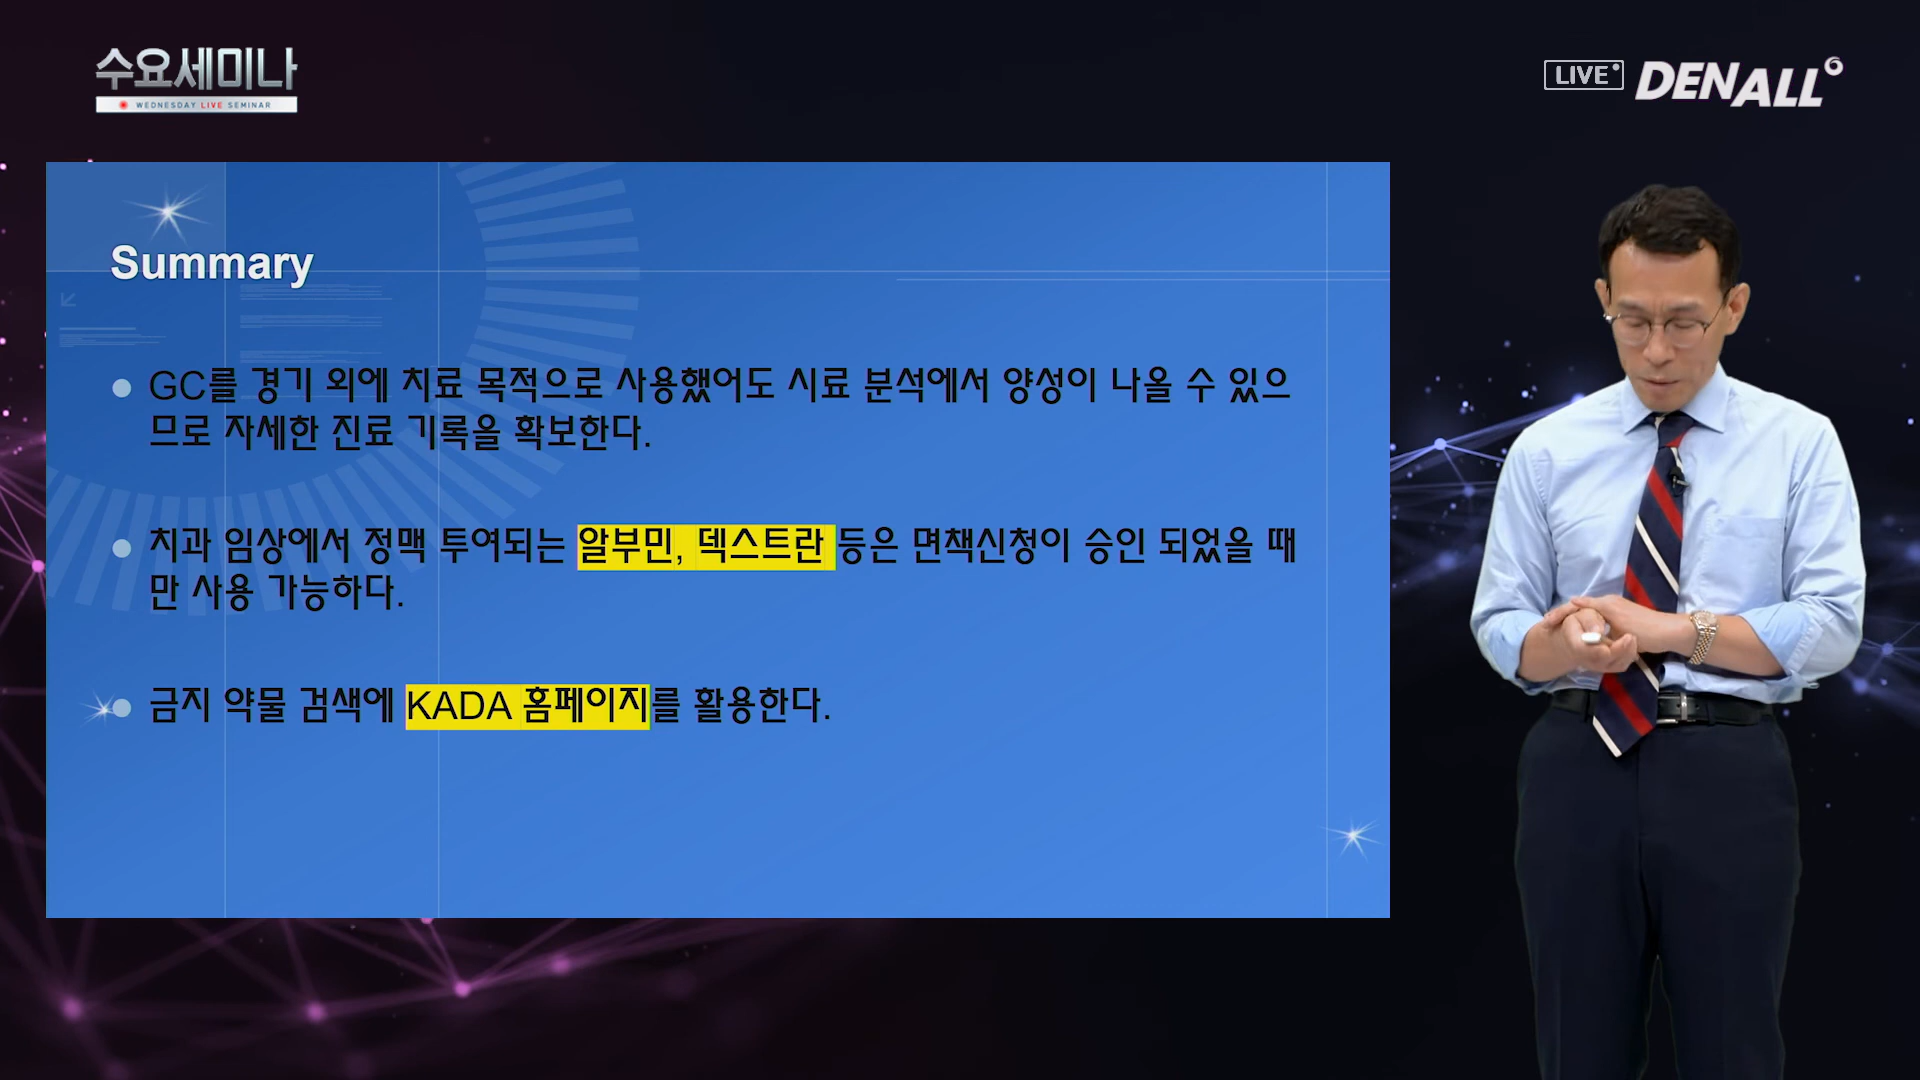 수요세미나
WEDNESDAY LIVE SEMINAR
LIVE
DENALL
Summary
GC를 경기 외에 치료 목적으로 사용했어도 시료 분석에서 양성이 나올 수 있으
므로 자세한 진료 기록을 확보한다.
치과 임상에서 정맥 투여되는 알부민, 덱스트란 등은 면책신청이 승인 되었을 때
만 사용 가능하다.
금지 약물 검색에 KADA 홈페이지를 활용한다.